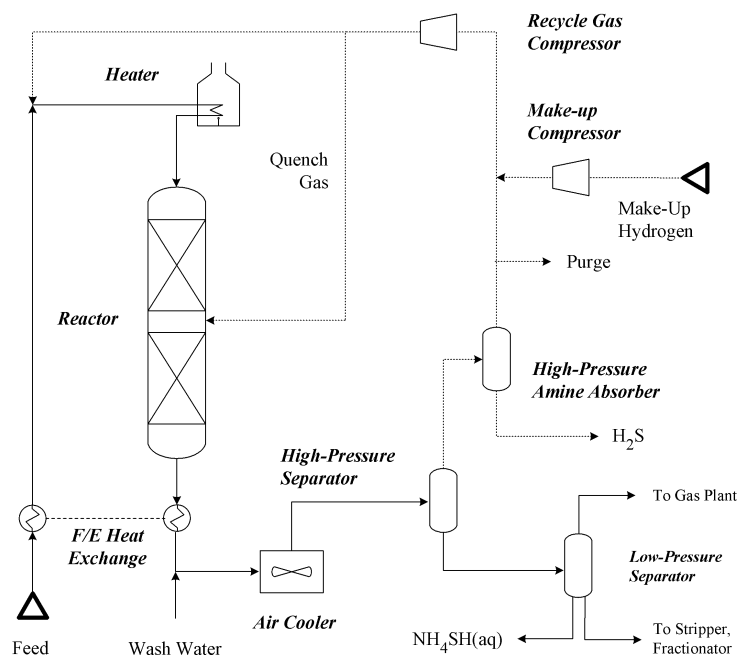 Recycle Gas
Compressor
Heater
Make-up
Compressor
Quench
Gas
Make-Up
Hydrogen
Purge
Reactor
High-Pressure
Amine Absorber
H2S
High-Pressure
Separator
To Gas Plant
F/E Heat
Exchange
Low-Pressure
Separator
Air Cooler
NH4SH(aq)
To Stripper,
Fractionator
Feed
Wash Water